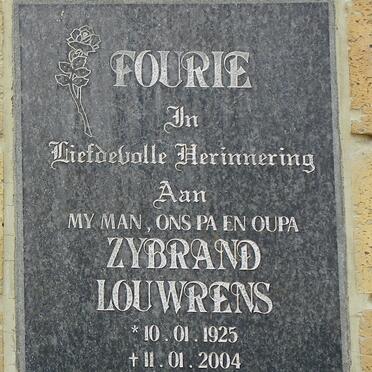 FOURIE
In
Liefdevolle Herinnering
Aan
MY MAN, ONS PA EN OUPA
ZYBRAND
LOUWRENS
* 10.01.1925
† 11.01.2004